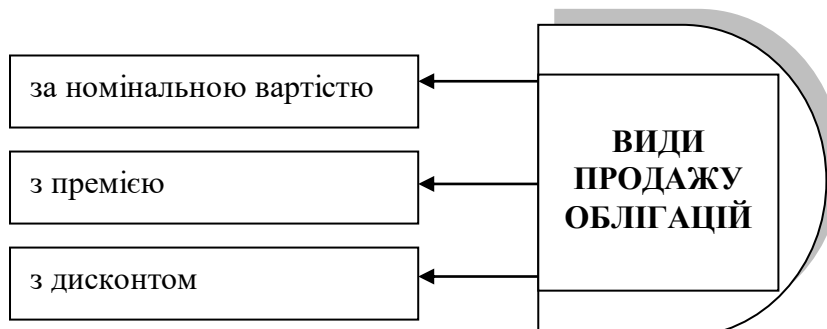 за номінальною вартістю
з премією
з дисконтом
ВИДИ
ПРОДАЖУ
ОБЛІГАЦІЙ